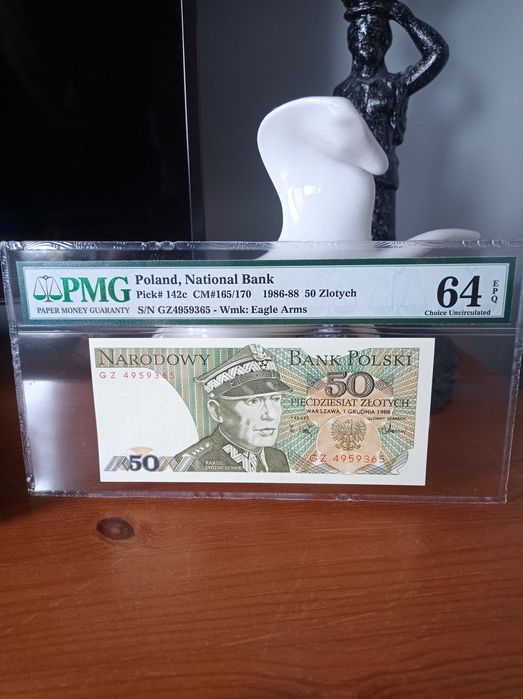 PMG
PAPER MONEY GUARANTY
Poland, National Bank
Pick# 142c CM#165/170 1986-88 50 Zlotych
S/N GZ4959365 - Wmk: Eagle Arms
64 EPQ
Choice Uncirculated
NARODOWY BANK POLSKI
GZ 4959365
50
PIĘĆDZIESIĄT ZŁOTYCH
WARSZAWA, 1 GRUDNIA 1988 r.
GZ 4959365
50
KAROL
ŚWIERCZEWSKI